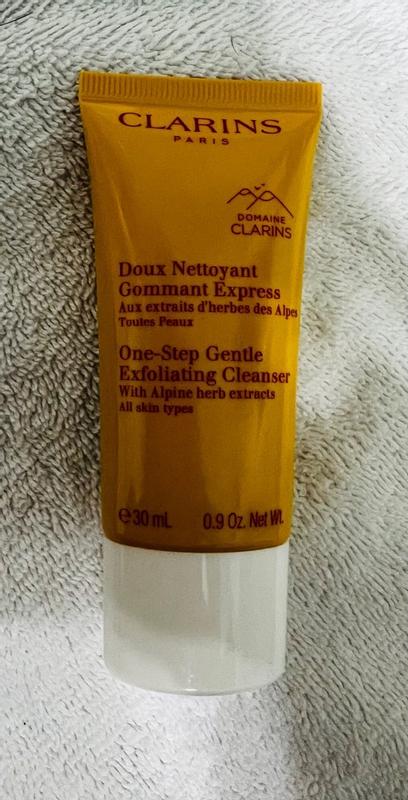 CLARINS
PARIS
DOMAINE
CLARINS
Doux Nettoyant
Gommant Express
Aux extraits d'herbes des Alpes
Toutes Peaux
One-Step Gentle
Exfoliating Cleanser
With Alpine herb extracts
All skin types
℮30 mL 0.9 Oz. Net Wt.